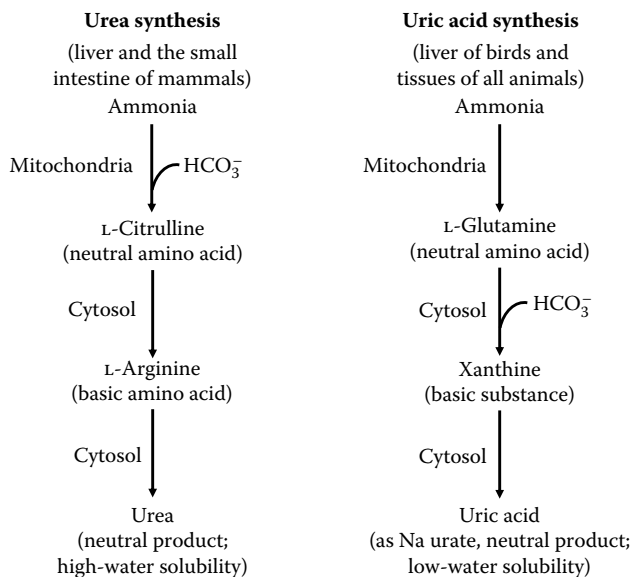 Urea synthesis
(liver and the small
intestine of mammals)
Ammonia
Mitochondria
HCO₃⁻
L-Citrulline
(neutral amino acid)
Cytosol
L-Arginine
(basic amino acid)
Cytosol
Urea
(neutral product;
high-water solubility)
Uric acid synthesis
(liver of birds and
tissues of all animals)
Ammonia
Mitochondria
L-Glutamine
(neutral amino acid)
Cytosol
HCO₃⁻
Xanthine
(basic substance)
Cytosol
Uric acid
(as Na urate, neutral product;
low-water solubility)